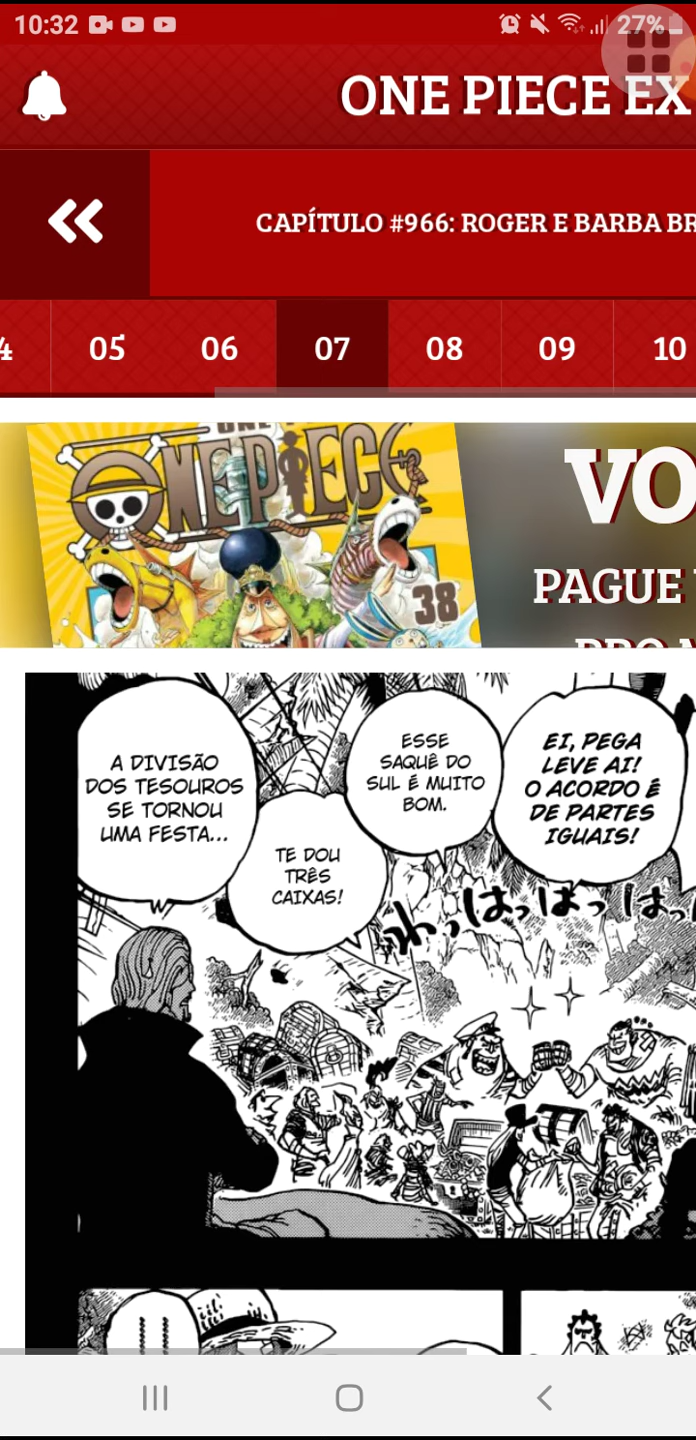 10:32
27%
ONE PIECE EX
CAPÍTULO #966: ROGER E BARBA BR
4 05 06 07 08 09 10
ONE PIECE
38
VO
PAGUE
A DIVISÃO
DOS TESOUROS
SE TORNOU
UMA FESTA...
TE DOU
TRÊS
CAIXAS!
ESSE
SAQUÊ DO
SUL É MUITO
BOM.
EI, PEGA
LEVE AI!
O ACORDO É
DE PARTES
IGUAIS!
わっはっはっはっ